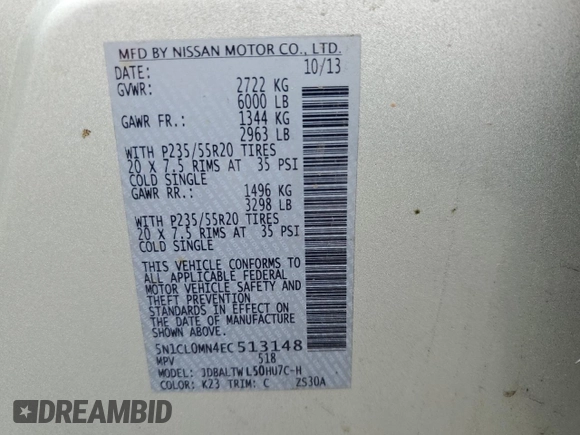 MFD BY NISSAN MOTOR CO., LTD.
DATE: 10/13
GVWR: 2722 KG
6000 LB
GAWR FR.: 1344 KG
2963 LB
WITH P235/55R20 TIRES
20 X 7.5 RIMS AT 35 PSI
COLD SINGLE
GAWR RR.: 1496 KG
3298 LB
WITH P235/55R20 TIRES
20 X 7.5 RIMS AT 35 PSI
COLD SINGLE
THIS VEHICLE CONFORMS TO
ALL APPLICABLE FEDERAL
MOTOR VEHICLE SAFETY AND
THEFT PREVENTION
STANDARDS IN EFFECT ON
THE DATE OF MANUFACTURE
SHOWN ABOVE.
5N1CL0MN4EC513148
MPV 518
MODEL: JDBALTWL50HU7C-H
COLOR: K23 TRIM: C ZS30A
DREAMBID